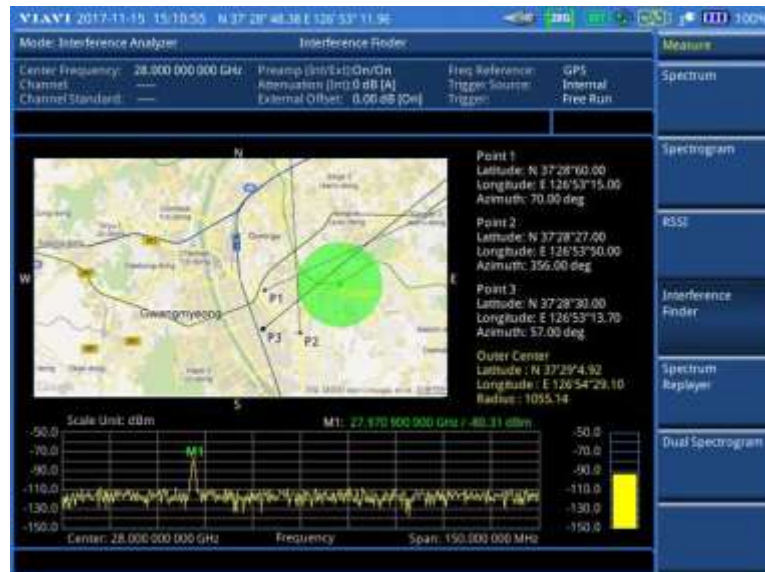 VIAVI 2017-11-15 15:10:55 N 37° 28' 48.38 E 126° 53' 11.96
100%
Mode: Interference Analyzer
Interference Finder
Measure
Center Frequency: 28.000 000 000 GHz
Channel: ----
Channel Standard: ----
Preamp (Int/Ext):On/On
Attenuation (Int):0 dB [A]
External Offset: 0.00 dB [On]
Freq Reference: GPS
Trigger Source: Internal
Trigger: Free Run
Spectrum
Spectrogram
RSSI
Interference Finder
Spectrum Replayer
Dual Spectrogram
N
W
E
S
Gwangmyeong
P1
P3
P2
Point 1
Latitude: N 37'28"60.00
Longitude: E 126'53"15.00
Azimuth: 70.00 deg
Point 2
Latitude: N 37'28"27.00
Longitude: E 126'53"50.00
Azimuth: 356.00 deg
Point 3
Latitude: N 37'28"30.00
Longitude: E 126'53"13.70
Azimuth: 57.00 deg
Outer Center
Latitude : N 37'29"4.92
Longitude : E 126'54"29.10
Radius : 1055.14
Scale Unit: dBm
M1: 27.970 900 000 GHz / -80.31 dBm
M1
-50.0
-70.0
-90.0
-110.0
-130.0
-150.0
-50.0
-70.0
-90.0
-110.0
-130.0
-150.0
Center: 28.000 000 000 GHz
Frequency
Span: 150.000 000 MHz